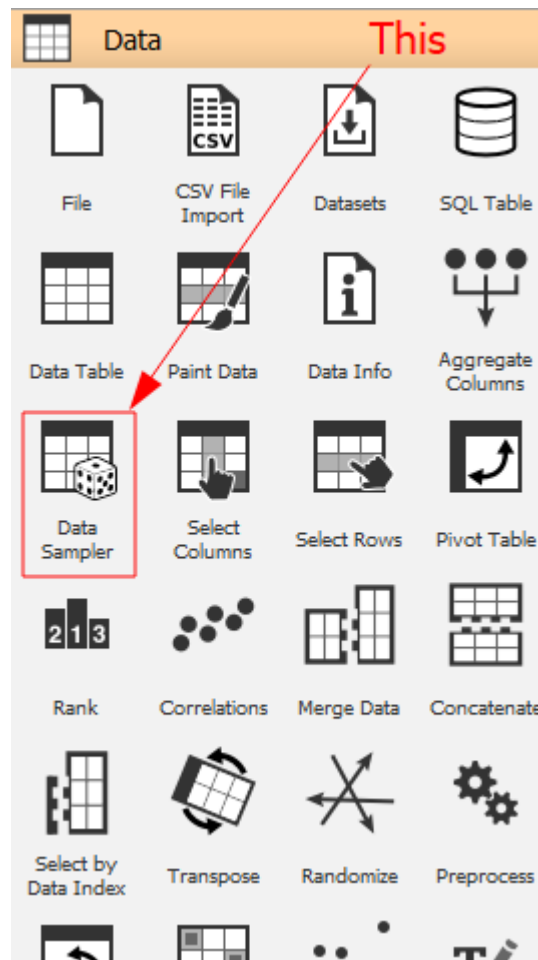 Data
This
CSV
File
CSV File
Import
Datasets
SQL Table
Data Table
Paint Data
Data Info
Aggregate
Columns
Data
Sampler
Select
Columns
Select Rows
Pivot Table
2 1 3
Rank
Correlations
Merge Data
Concatenate
Select by
Data Index
Transpose
Randomize
Preprocess